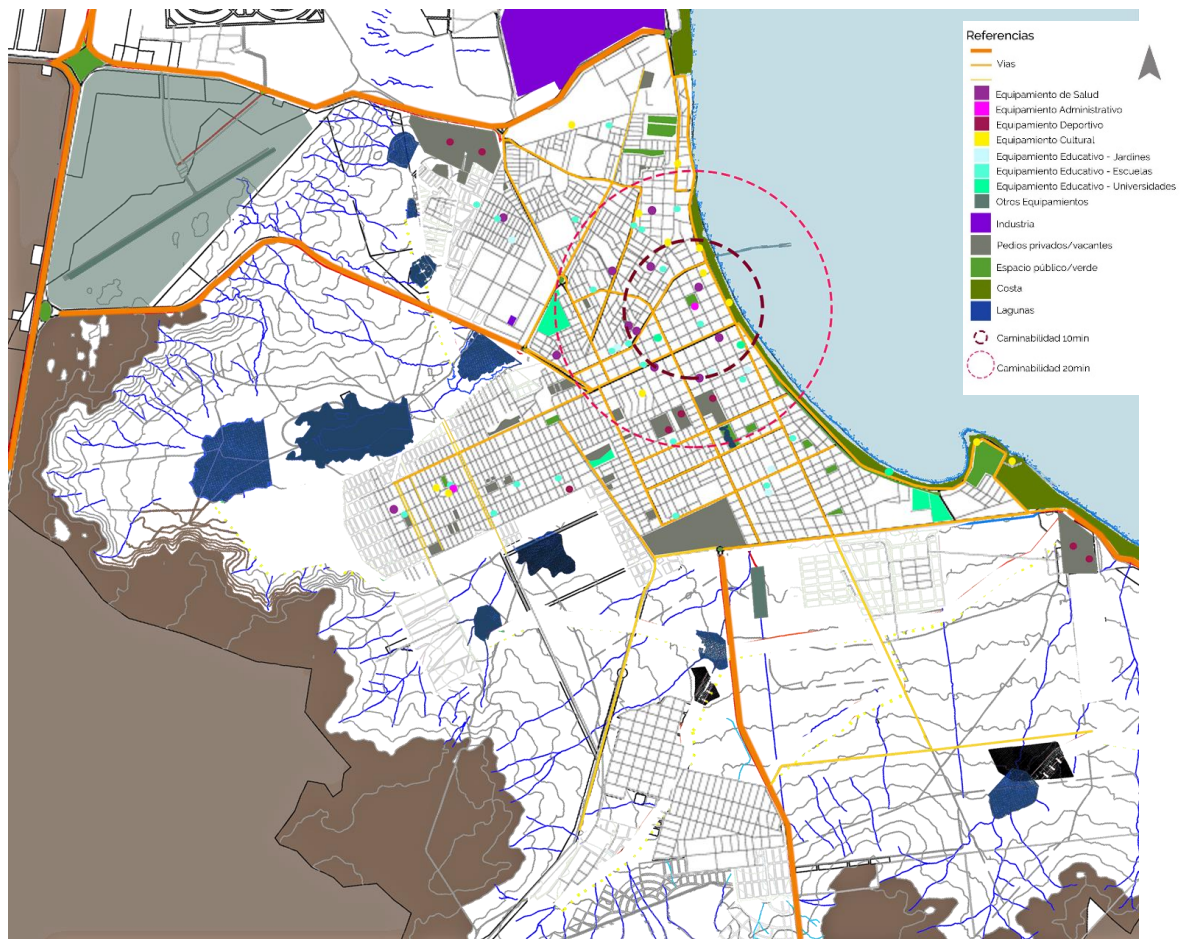 Referencias
Vias
Equipamiento de Salud
Equipamiento Administrativo
Equipamiento Deportivo
Equipamiento Cultural
Equipamiento Educativo - Jardines
Equipamiento Educativo - Escuelas
Equipamiento Educativo - Universidades
Otros Equipamientos
Industria
Pedios privados/vacantes
Espacio público/verde
Costa
Lagunas
Caminabilidad 10min
Caminabilidad 20min